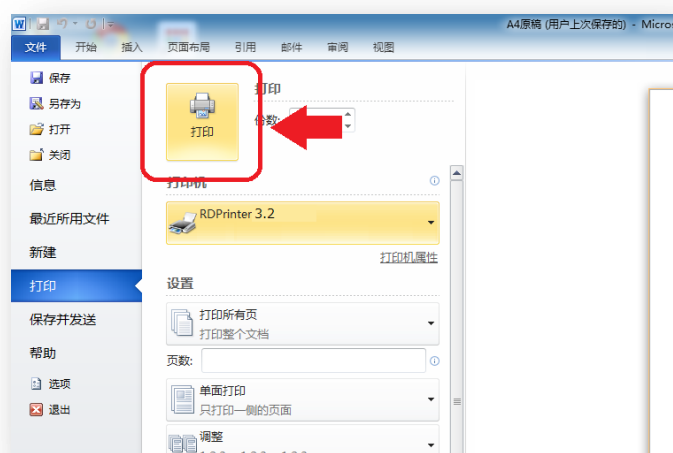 A4原稿 (用户上次保存的) - Micros
文件 开始 插入 页面布局 引用 邮件 审阅 视图
保存
另存为
打开
关闭
信息
最近所用文件
新建
打印
保存并发送
帮助
选项
退出
打印
打印
份数:
打印机
RDPrinter 3.2
打印机属性
设置
打印所有页
打印整个文档
页数:
单面打印
只打印一侧的页面
调整